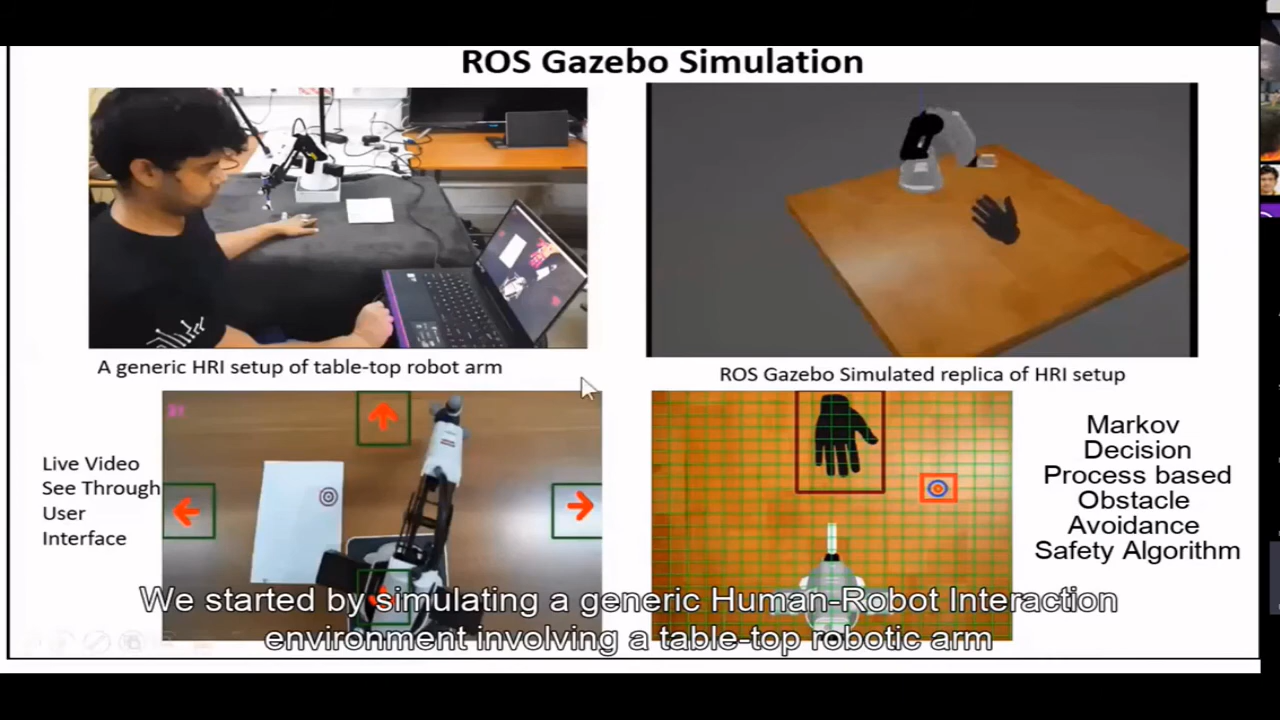 ROS Gazebo Simulation
A generic HRI setup of table-top robot arm
ROS Gazebo Simulated replica of HRI setup
Live Video
See Through
User
Interface
Markov
Decision
Process based
Obstacle
Avoidance
Safety Algorithm
We started by simulating a generic Human-Robot Interaction
environment involving a table-top robotic arm